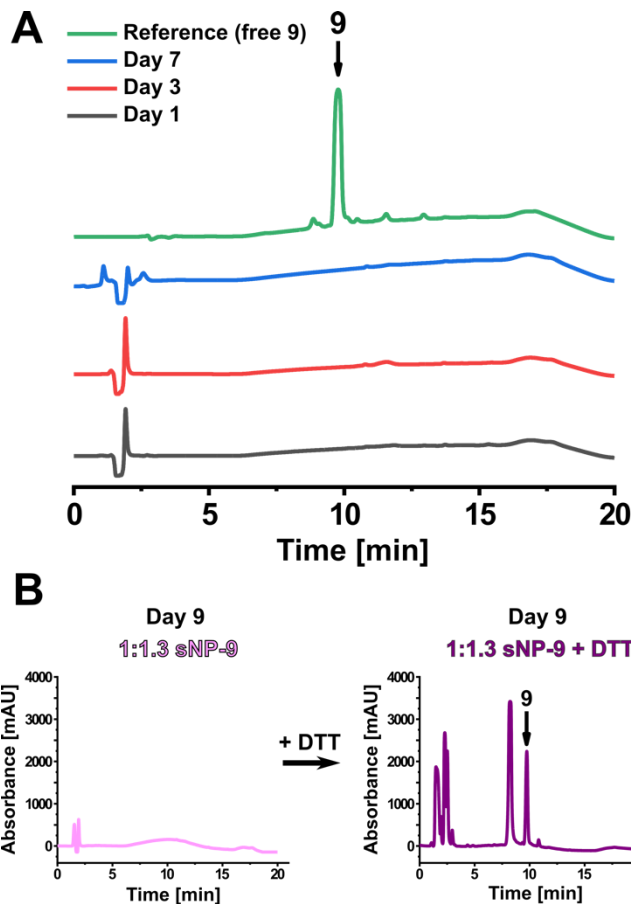 A
Reference (free 9)
Day 7
Day 3
Day 1
9
0 5 10 15 20
Time [min]
B
Day 9
1:1.3 sNP-9
Absorbance [mAU]
4000
3000
2000
1000
0
0 5 10 15 20
Time [min]
+ DTT
Day 9
1:1.3 sNP-9 + DTT
9
Absorbance [mAU]
4000
3000
2000
1000
0
0 5 10 15
Time [min]